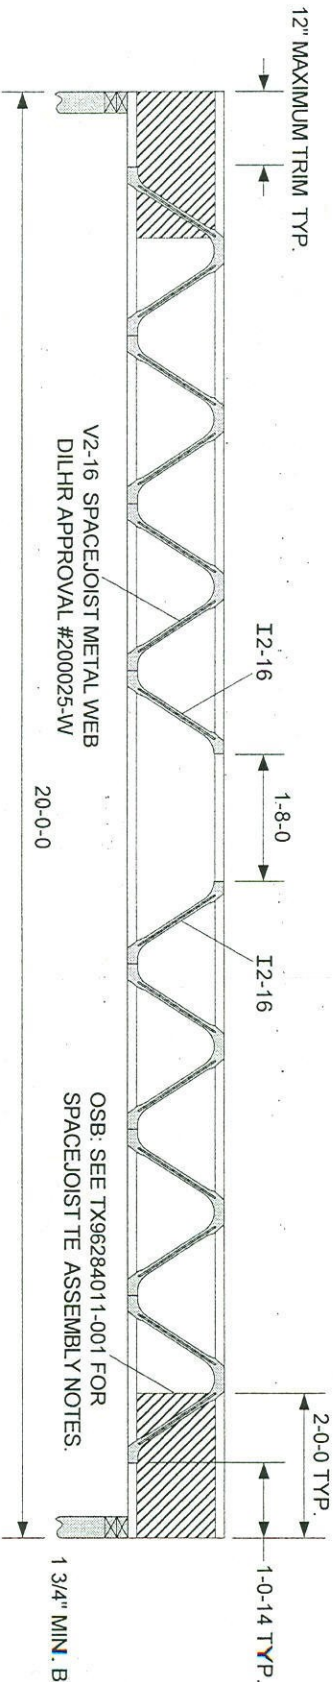 12" MAXIMUM TRIM TYP.
I2-16
1-8-0
I2-16
2-0-0 TYP.
1-0-14 TYP.
V2-16 SPACEJOIST METAL WEB
DILHR APPROVAL #200025-W
OSB: SEE TX96284011-001 FOR
SPACEJOIST TE ASSEMBLY NOTES.
20-0-0
1 3/4" MIN. B